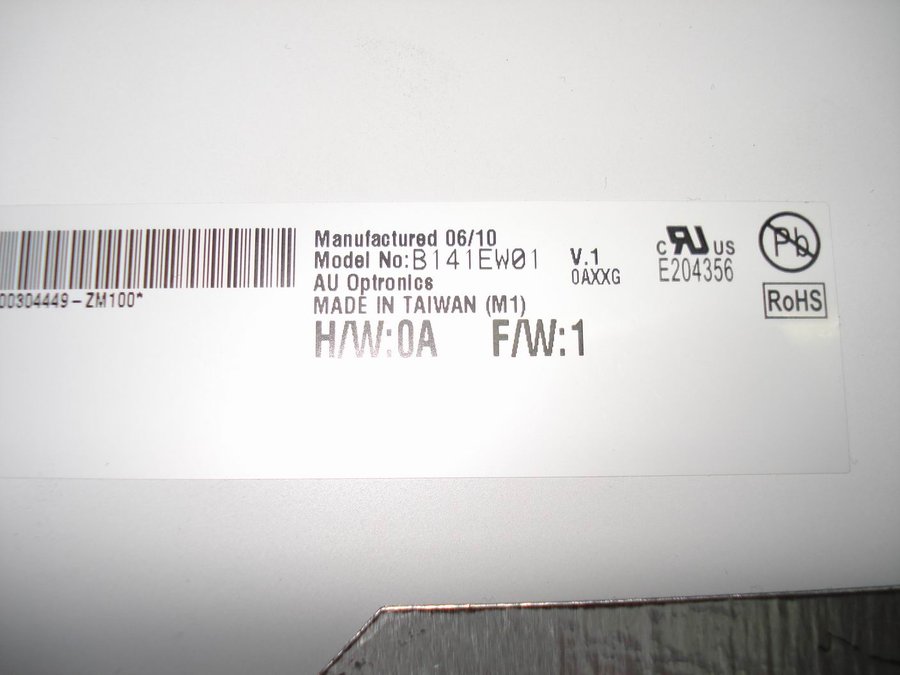 Manufactured 06/10
Model No:B141EW01 V.1
0AXXG
AU Optronics
MADE IN TAIWAN (M1)
H/W:0A F/W:1
00304449-ZM100*
C RU US
E204356
Pb
RoHS